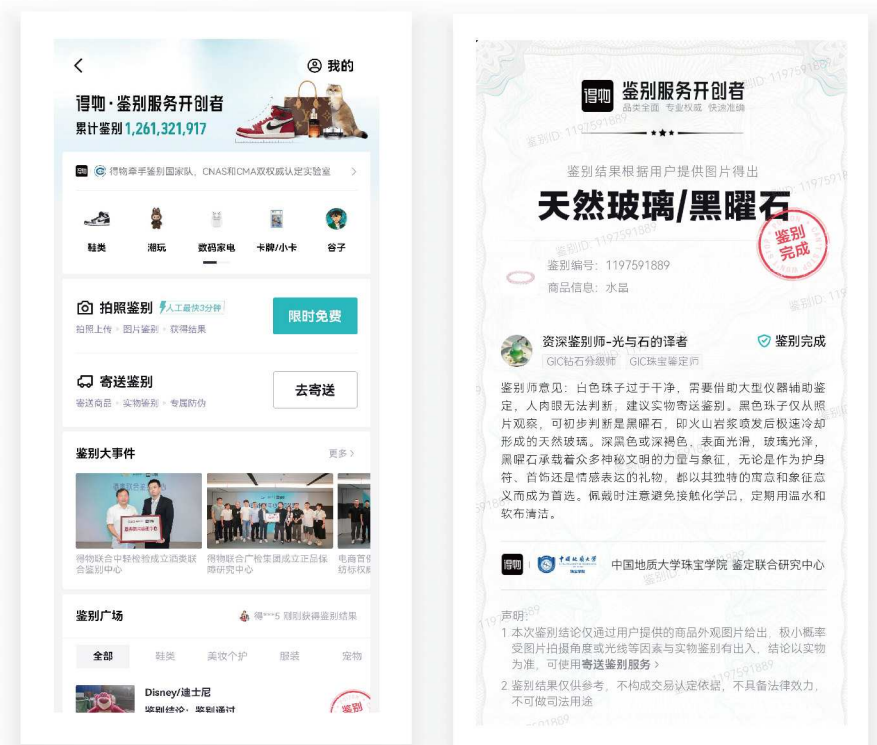 我的
得物·鉴别服务开创者
累计鉴别 1,261,321,917
得物 得物牵手鉴别国家队，CNAS和CMA双权威认定实验室
鞋类 潮玩 数码家电 卡牌/小卡 谷子
拍照鉴别 人工最快3分钟
拍照上传 图片鉴别 获得结果
限时免费
寄送鉴别
寄送商品 实物鉴别 专属防伪
去寄送
鉴别大事件 更多
得物联合中轻检验成立酒类联合鉴别中心
得物联合广检集团成立正品保障研究中心
电商首
纺标权
鉴别广场 得***5 刚刚获得鉴别结果
全部 鞋类 美妆个护 服装 宠物
Disney/迪士尼
鉴别结论：鉴别通过
鉴别
得物 鉴别服务开创者
品类全面 专业权威 快速准确
鉴别ID: 1197591889
鉴别结果根据用户提供图片得出
天然玻璃/黑曜石
鉴别完成
鉴别编号：1197591889
商品信息：水晶
资深鉴别师-光与石的译者 鉴别完成
GIC钻石分级师 GIC珠宝鉴定师
鉴别师意见：白色珠子过于干净，需要借助大型仪器辅助鉴
定，人肉眼无法判断，建议实物寄送鉴别。黑色珠子仅从照
片观察，可初步判断是黑曜石，即火山岩浆喷发后极速冷却
形成的天然玻璃。深黑色或深褐色、表面光滑，玻璃光泽，
黑曜石承载着众多神秘文明的力量与象征，无论是作为护身
符、首饰还是情感表达的礼物，都以其独特的寓意和象征意
义而成为首选。佩戴时注意避免接触化学品，定期用温水和
软布清洁。
得物 中国地质大学 珠宝学院 中国地质大学珠宝学院 鉴定联合研究中心
声明：
1 本次鉴别结论仅通过用户提供的商品外观图片给出，极小概率
受图片拍摄角度或光线等因素与实物鉴别有出入，结论以实物
为准，可使用寄送鉴别服务
2 鉴别结果仅供参考，不构成交易认定依据，不具备法律效力，
不可做司法用途